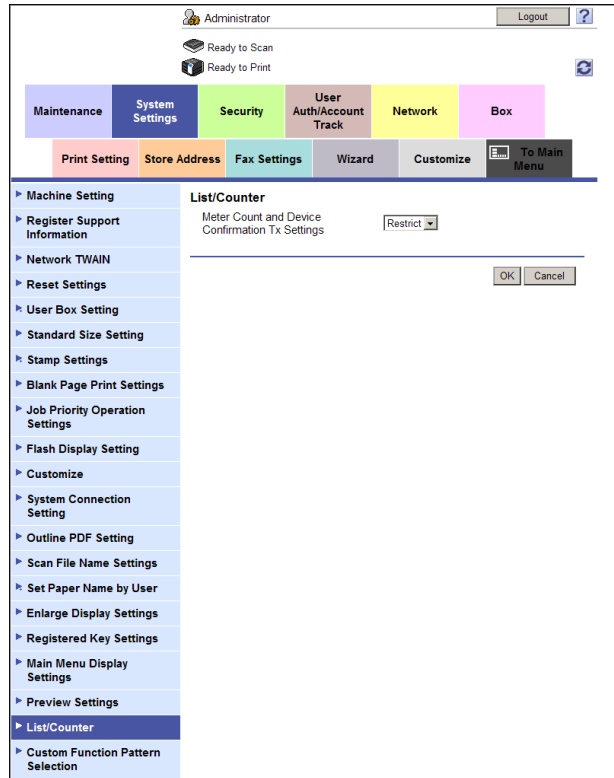 Administrator
Logout
?
Ready to Scan
Ready to Print
Maintenance
System
Settings
Security
User
Auth/Account
Track
Network
Box
Print Setting
Store Address
Fax Settings
Wizard
Customize
To Main
Menu
Machine Setting
Register Support
Information
Network TWAIN
Reset Settings
User Box Setting
Standard Size Setting
Stamp Settings
Blank Page Print Settings
Job Priority Operation
Settings
Flash Display Setting
Customize
System Connection
Setting
Outline PDF Setting
Scan File Name Settings
Set Paper Name by User
Enlarge Display Settings
Registered Key Settings
Main Menu Display
Settings
Preview Settings
List/Counter
Custom Function Pattern
Selection
List/Counter
Meter Count and Device
Confirmation Tx Settings
Restrict
OK
Cancel